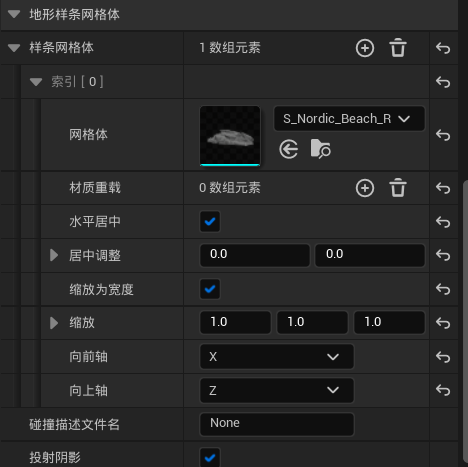 地形样条网格体
样条网格体 1 数组元素
索引 [ 0 ]
网格体 S_Nordic_Beach_R
材质重载 0 数组元素
水平居中
居中调整 0.0 0.0
缩放为宽度
缩放 1.0 1.0 1.0
向前轴 X
向上轴 Z
碰撞描述文件名 None
投射阴影